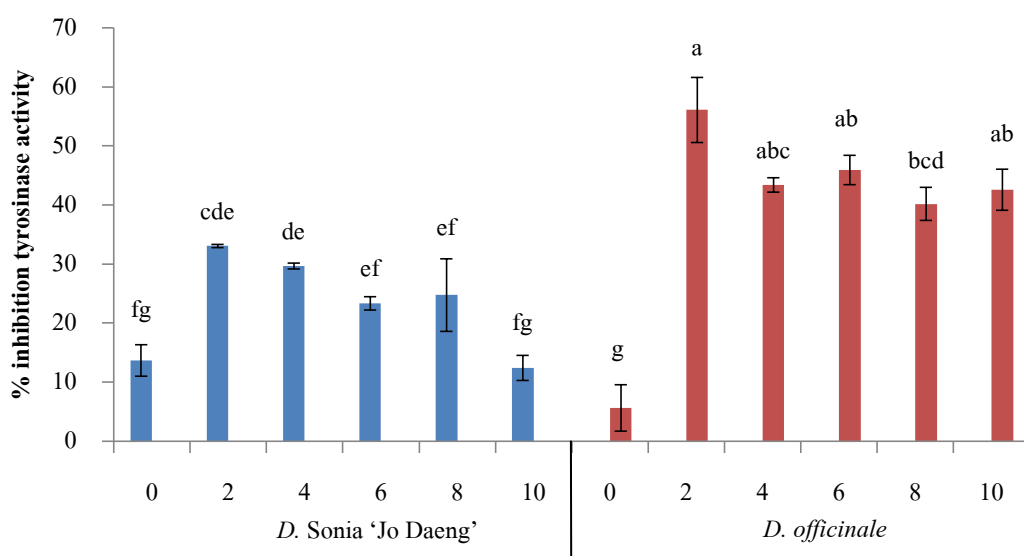 % inhibition tyrosinase activity
70
60
50
40
30
20
10
0
fg
cde
de
ef
ef
fg
g
a
abc
ab
bcd
ab
0 2 4 6 8 10 0 2 4 6 8 10
D. Sonia ‘Jo Daeng’ D. officinale